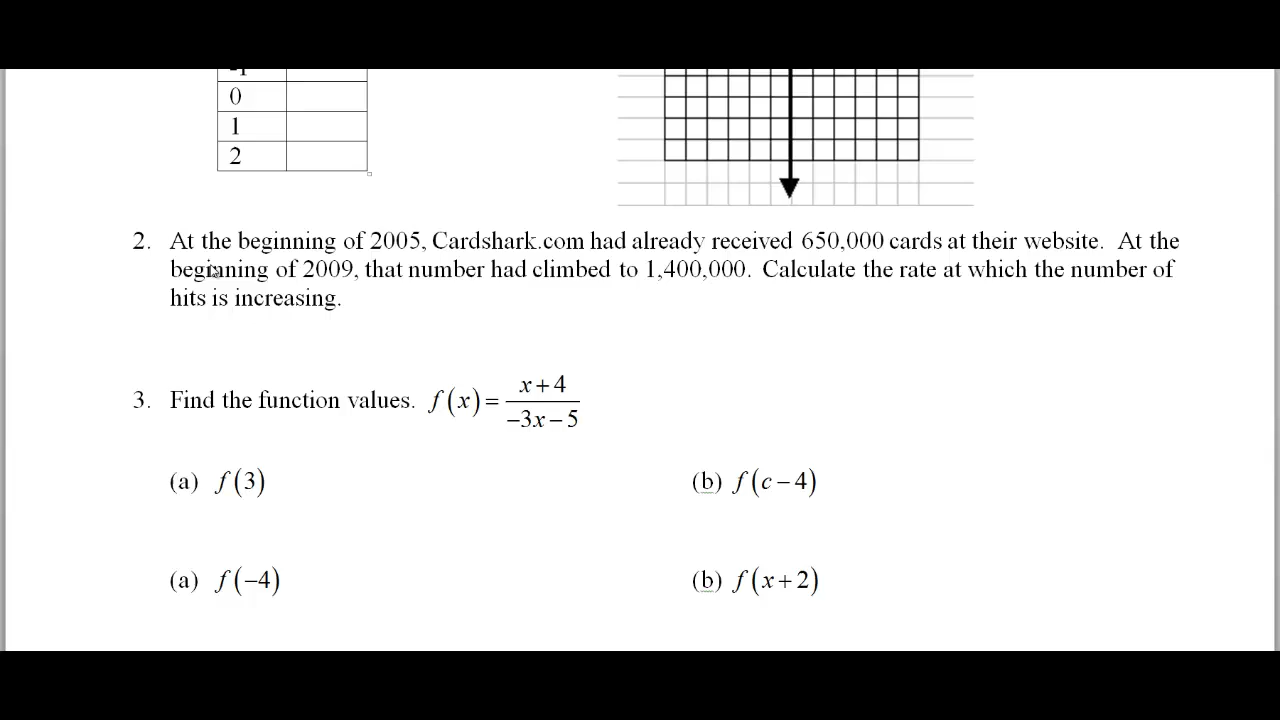 -1
0
1
2
2. At the beginning of 2005, Cardshark.com had already received 650,000 cards at their website. At the
beginning of 2009, that number had climbed to 1,400,000. Calculate the rate at which the number of
hits is increasing.
3. Find the function values. f(x) = (x+4)/(−3x−5)
(a) f(3) (b) f(c−4)
(a) f(−4) (b) f(x+2)